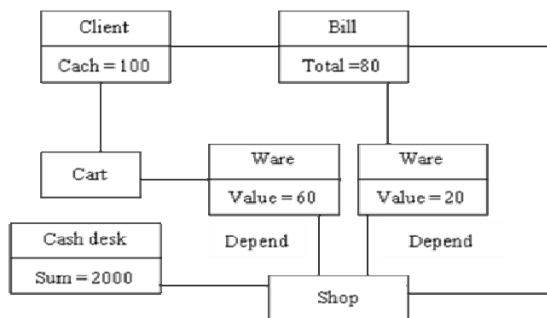 Client
Cach = 100
Bill
Total =80
Cart
Ware
Value = 60
Ware
Value = 20
Cash desk
Sum = 2000
Depend
Depend
Shop